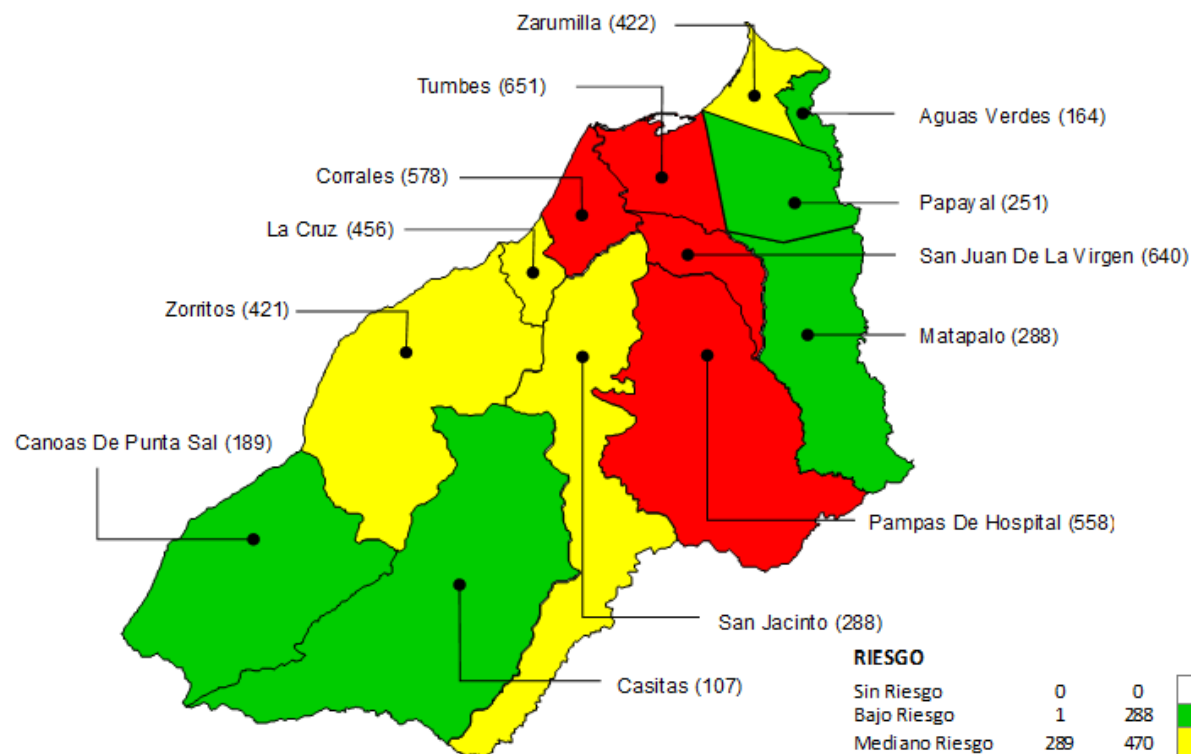 Zarumilla (422)
Tumbes (651)
Aguas Verdes (164)
Corrales (578)
Papayal (251)
La Cruz (456)
San Juan De La Virgen (640)
Zorritos (421)
Matapalo (288)
Canoas De Punta Sal (189)
Pampas De Hospital (558)
San Jacinto (288)
Casitas (107)
RIESGO
Sin Riesgo 0 0
Bajo Riesgo 1 288
Mediano Riesgo 289 470